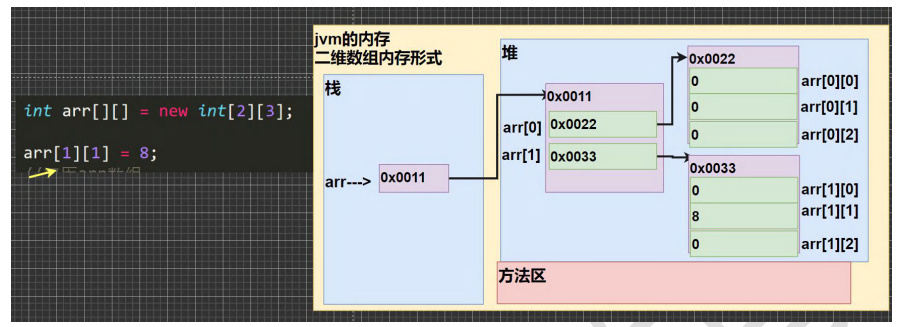 int arr[][] = new int[2][3];
arr[1][1] = 8;
jvm的内存
二维数组内存形式
栈
arr---> 0x0011
堆
0x0011
arr[0] 0x0022
arr[1] 0x0033
0x0022
0 arr[0][0]
0 arr[0][1]
0 arr[0][2]
0x0033
0 arr[1][0]
8 arr[1][1]
0 arr[1][2]
方法区